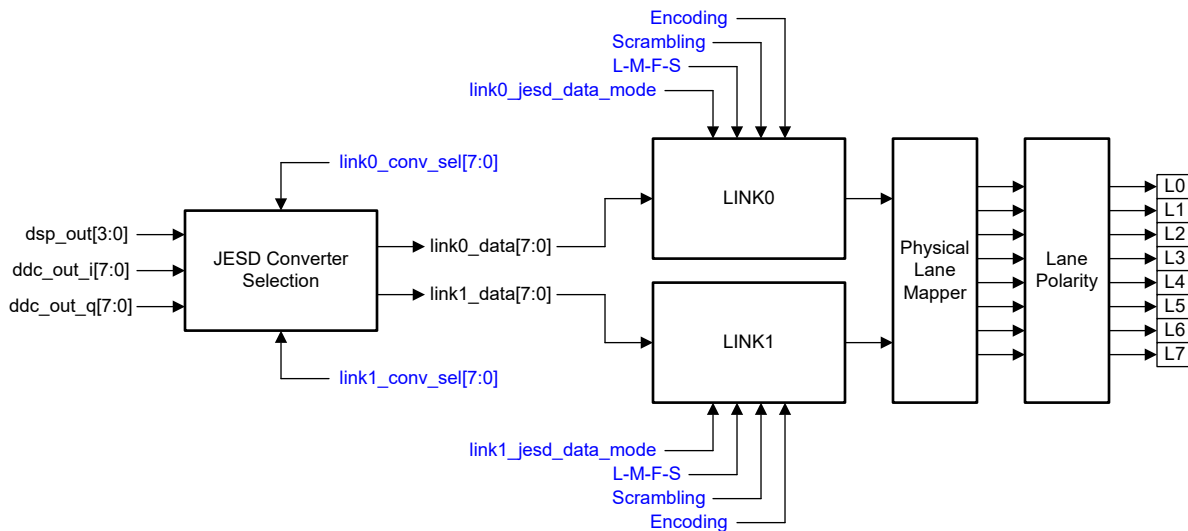 Encoding
Scrambling
L-M-F-S
link0_jesd_data_mode
link0_conv_sel[7:0]
dsp_out[3:0]
ddc_out_i[7:0]
ddc_out_q[7:0]
JESD Converter
Selection
link0_data[7:0]
link1_data[7:0]
link1_conv_sel[7:0]
LINK0
LINK1
link1_jesd_data_mode
L-M-F-S
Scrambling
Encoding
Physical
Lane
Mapper
Lane
Polarity
L0
L1
L2
L3
L4
L5
L6
L7